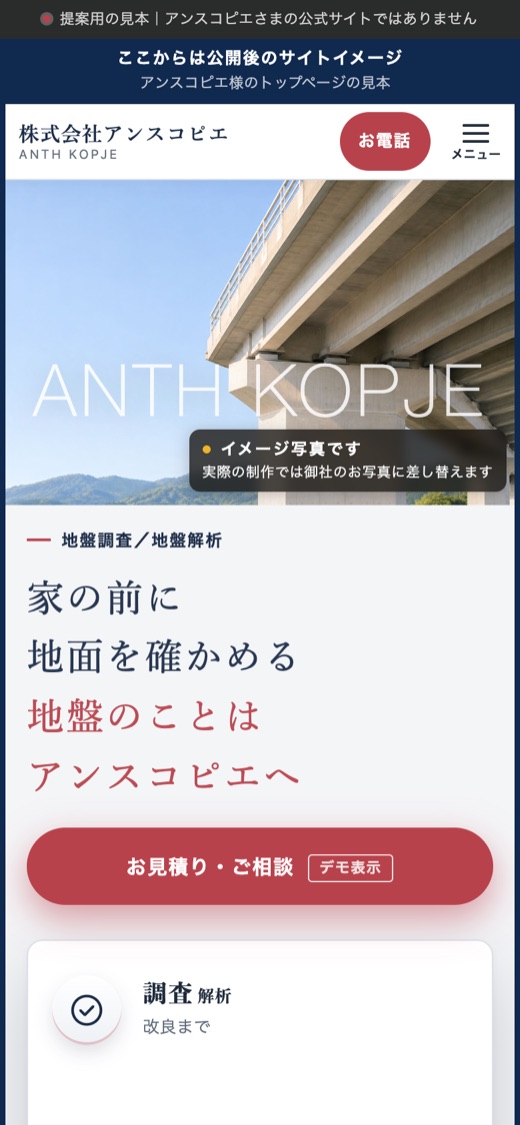 提案用の見本｜アンスコピエさまの公式サイトではありません
ここからは公開後のサイトイメージ
アンスコピエ様のトップページの見本
株式会社アンスコピエ
ANTH KOPJE
お電話
メニュー
ANTH KOPJE
イメージ写真です
実際の制作では御社のお写真に差し替えます
地盤調査／地盤解析
家の前に
地面を確かめる
地盤のことは
アンスコピエへ
お見積り・ご相談 デモ表示
調査 解析
改良まで